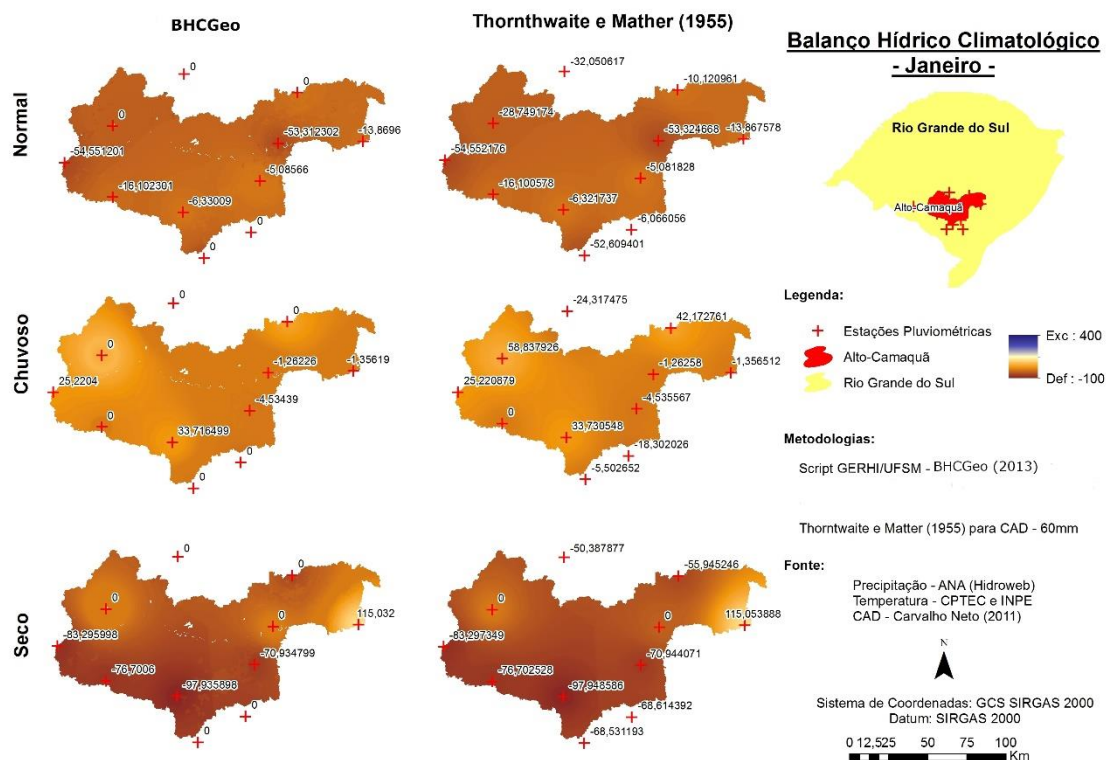 BHCGeo
Thornthwaite e Mather (1955)
Balanço Hídrico Climatológico
- Janeiro -
Normal
0
0
0
-53,312302
-13,8696
-54,551201
-5,08566
-16,102301
-6,33009
0
0
-32,050617
-10,120961
-28,749174
-53,324668
-13,867578
-54,552176
-5,081828
-16,100578
-6,321737
-6,066056
-52,609401
Rio Grande do Sul
Alto-Camaquã
Chuvoso
0
0
0
-1,26226
-1,35619
25,2204
-4,53439
0
33,716499
0
0
-24,317475
42,172761
58,837926
-1,26258
-1,356512
25,220879
-4,535567
0
33,730548
-18,302026
-5,502652
Legenda:
Estações Pluviométricas
Alto-Camaquã
Rio Grande do Sul
Exc : 400
Def : -100
Metodologias:
Script GERHI/UFSM - BHCGeo (2013)
Thorntwaite e Matter (1955) para CAD - 60mm
Seco
0
0
0
0
115,032
-83,295998
-70,934799
-76,7006
-97,935898
0
0
-50,387877
-55,945246
0
0
115,053888
-83,297349
-70,944071
-76,702528
-97,948586
-68,614392
-68,531193
Fonte:
Precipitação - ANA (Hidroweb)
Temperatura - CPTEC e INPE
CAD - Carvalho Neto (2011)
N
Sistema de Coordenadas: GCS SIRGAS 2000
Datum: SIRGAS 2000
0 12,525 50 75 100
Km